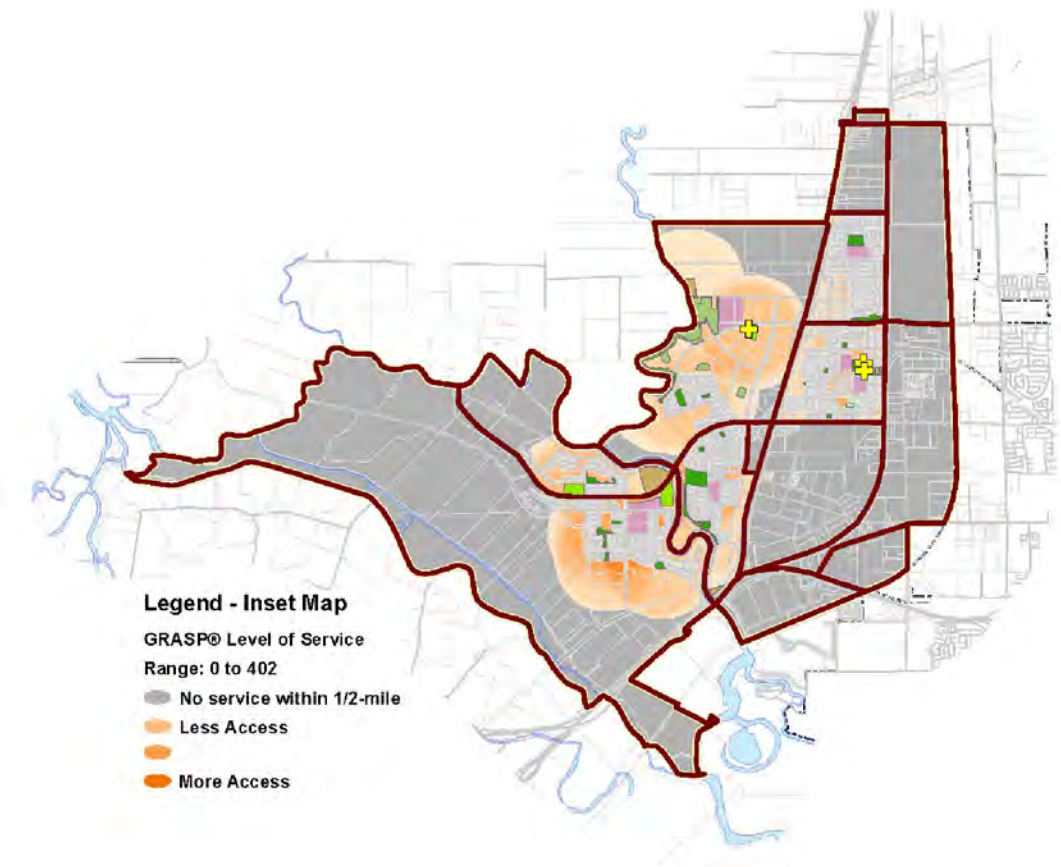 Legend - Inset Map
GRASP® Level of Service
Range: 0 to 402
No service within 1/2-mile
Less Access
More Access